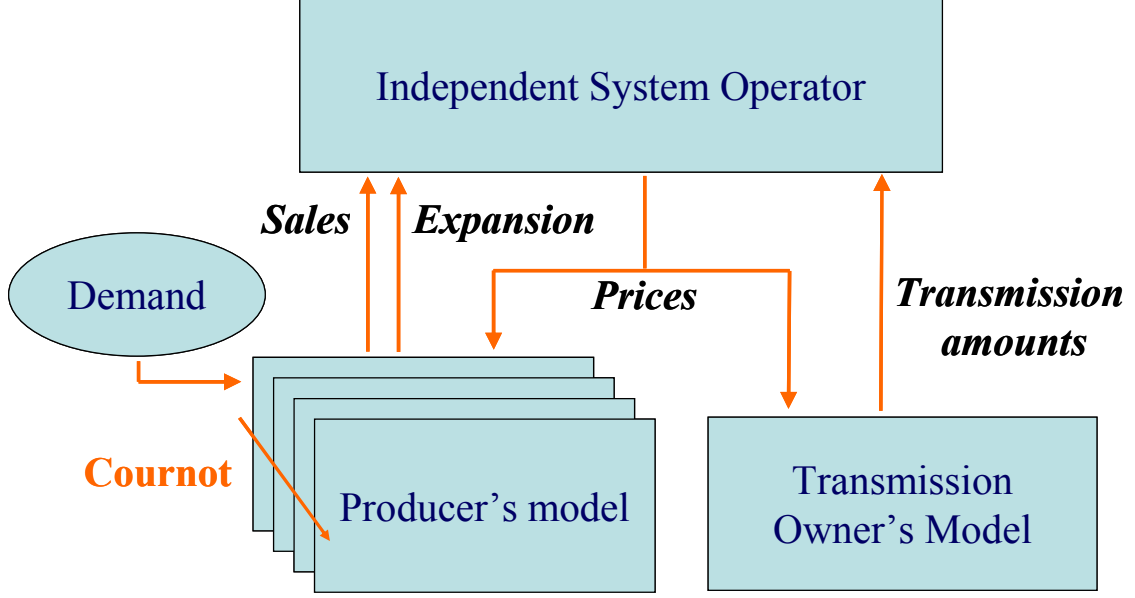 Independent System Operator
Sales
Expansion
Demand
Prices
Transmission
amounts
Cournot
Producer’s model
Transmission
Owner’s Model